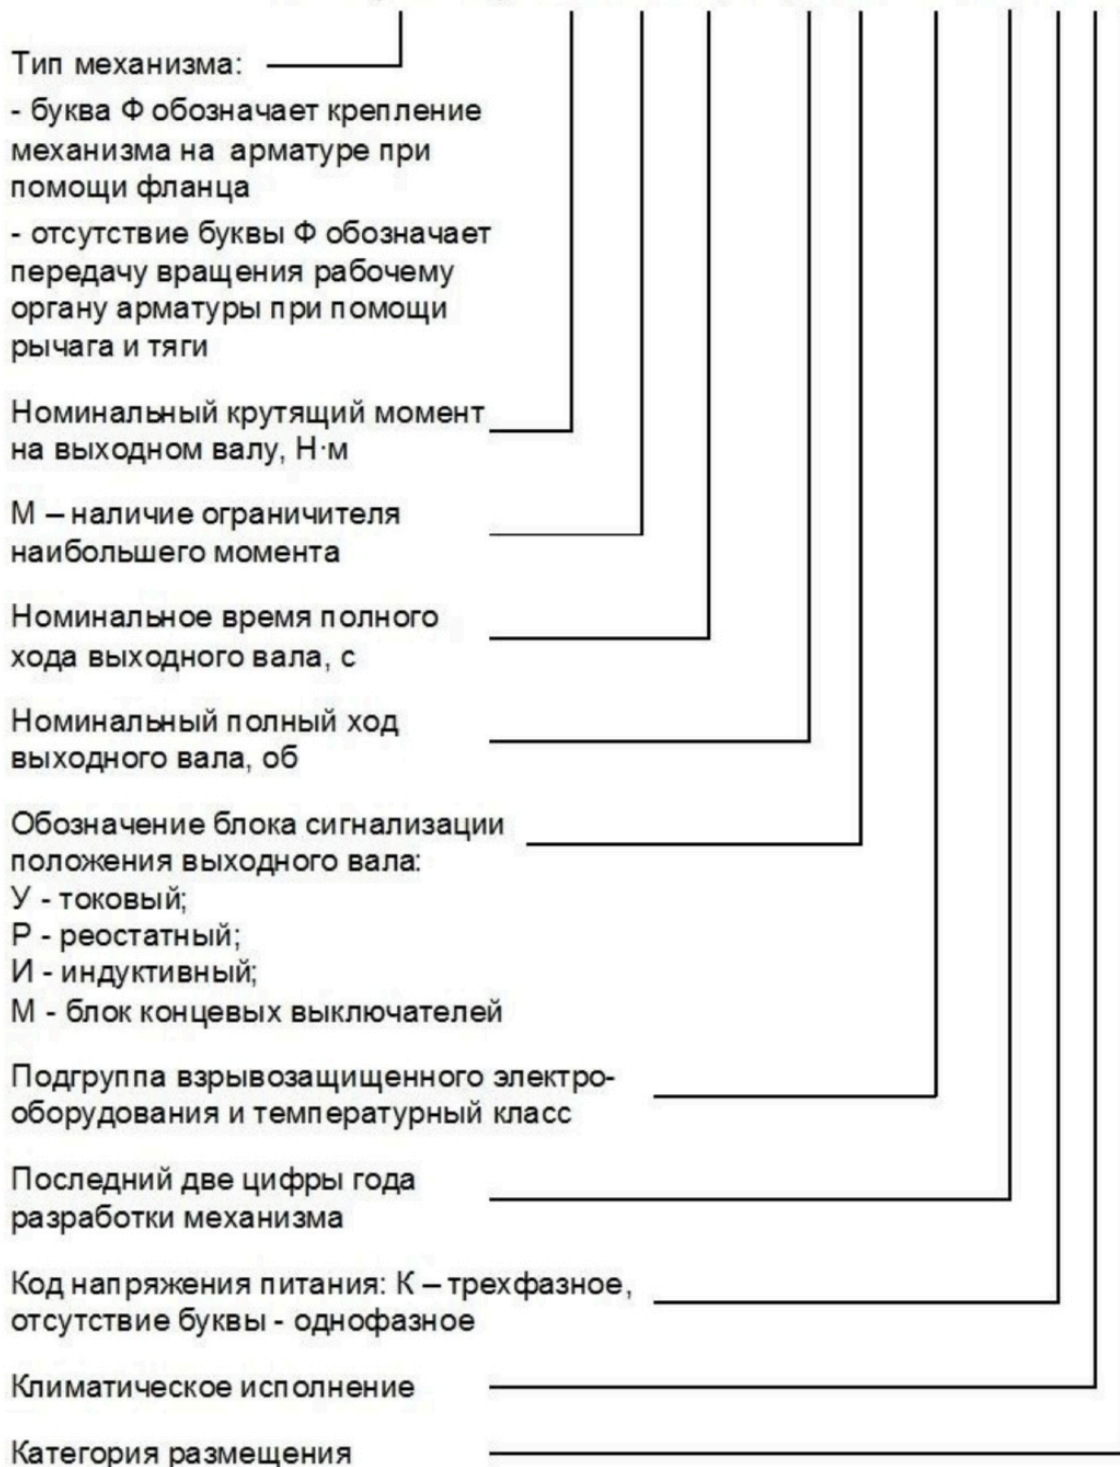 Тип механизма:
- буква Ф обозначает крепление
механизма на арматуре при
помощи фланца
- отсутствие буквы Ф обозначает
передачу вращения рабочему
органу арматуры при помощи
рычага и тяги
Номинальный крутящий момент
на выходном валу, Н·м
М – наличие ограничителя
наибольшего момента
Номинальное время полного
хода выходного вала, с
Номинальный полный ход
выходного вала, об
Обозначение блока сигнализации
положения выходного вала:
У - токовый;
Р - реостатный;
И - индуктивный;
М - блок концевых выключателей
Подгруппа взрывозащищенного электро-
оборудования и температурный класс
Последний две цифры года
разработки механизма
Код напряжения питания: К – трехфазное,
отсутствие буквы - однофазное
Климатическое исполнение
Категория размещения